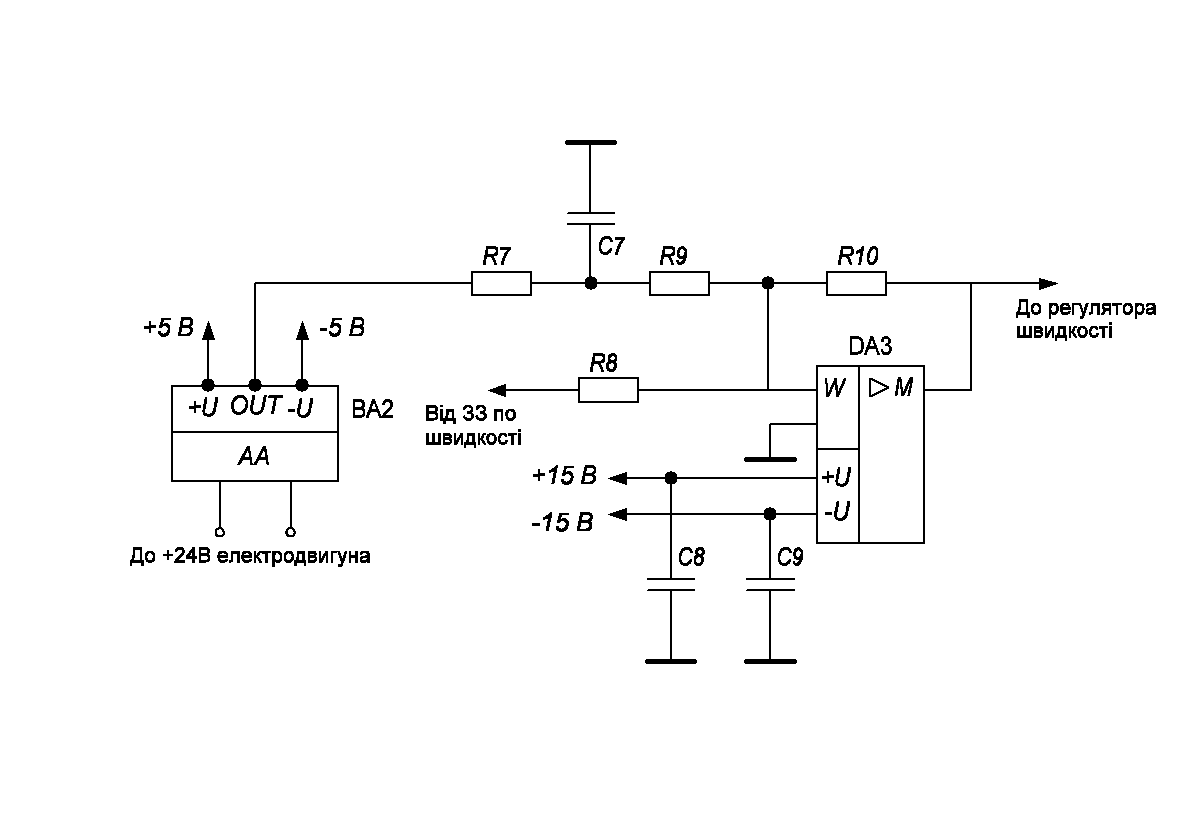 C7
R7
R9
R10
До регулятора
швидкості
+5 В
-5 В
DA3
R8
W
▷ M
+U OUT -U
BA2
Від ЗЗ по
швидкості
AA
+15 В
+U
-15 В
-U
До +24В електродвигуна
C8
C9